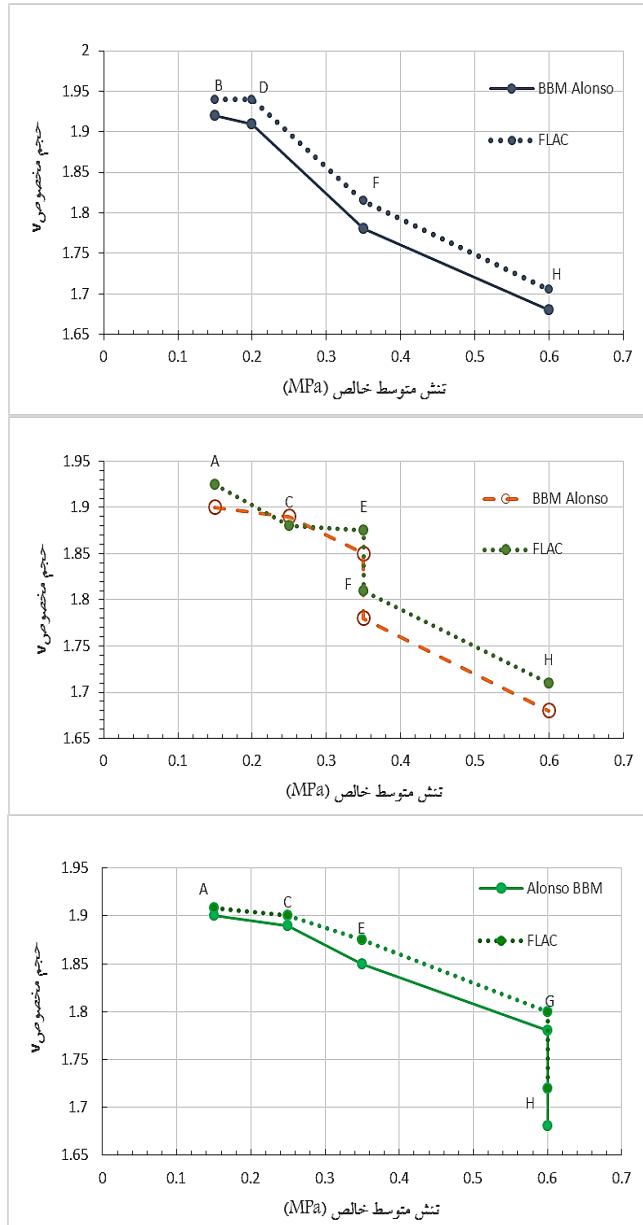 2
1.95
1.9
1.85
1.8
1.75
1.7
1.65
B
D
F
H
BBM Alonso
FLAC
حجم مخصوص v
0 0.1 0.2 0.3 0.4 0.5 0.6 0.7
تنش متوسط خالص (MPa)
1.95
1.9
1.85
1.8
1.75
1.7
1.65
A
C
E
F
H
BBM Alonso
FLAC
حجم مخصوص v
0 0.1 0.2 0.3 0.4 0.5 0.6 0.7
تنش متوسط خالص (MPa)
1.95
1.9
1.85
1.8
1.75
1.7
1.65
A
C
E
G
H
Alonso BBM
FLAC
حجم مخصوص v
0 0.1 0.2 0.3 0.4 0.5 0.6 0.7
تنش متوسط خالص (MPa)